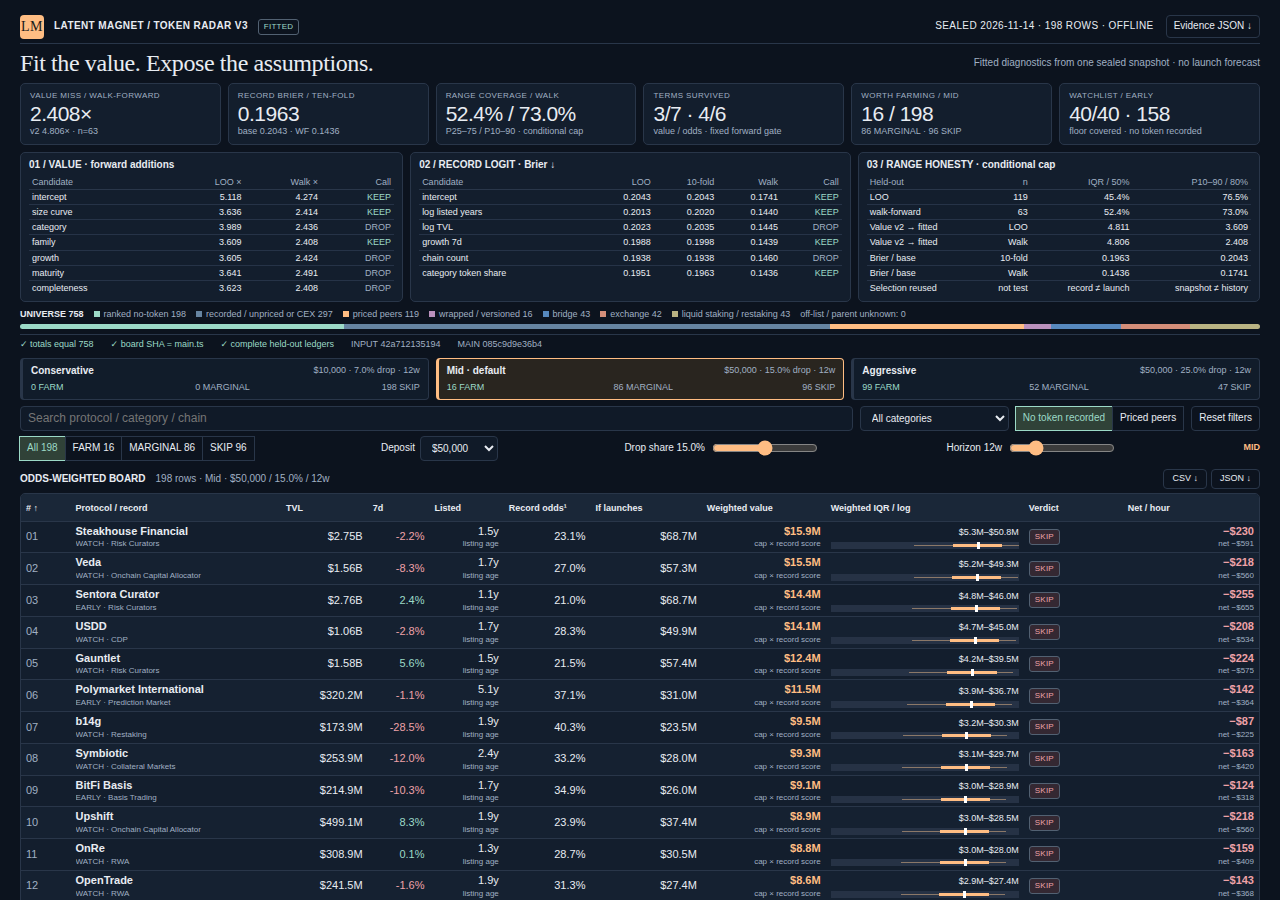 LM LATENT MAGNET / TOKEN RADAR V3 FITTED SEALED 2026-11-14 · 198 ROWS · OFFLINE Evidence JSON ↓
Fit the value. Expose the assumptions. Fitted diagnostics from one sealed snapshot · no launch forecast
VALUE MISS / WALK-FORWARD
2.408×
v2 4.806× · n=63
RECORD BRIER / TEN-FOLD
0.1963
base 0.2043 · WF 0.1436
RANGE COVERAGE / WALK
52.4% / 73.0%
P25–75 / P10–90 · conditional cap
TERMS SURVIVED
3/7 · 4/6
value / odds · fixed forward gate
WORTH FARMING / MID
16 / 198
86 MARGINAL · 96 SKIP
WATCHLIST / EARLY
40/40 · 158
floor covered · no token recorded
01 / VALUE · forward additions
Candidate LOO × Walk × Call
intercept 5.118 4.274 KEEP
size curve 3.636 2.414 KEEP
category 3.989 2.436 DROP
family 3.609 2.408 KEEP
growth 3.605 2.424 DROP
maturity 3.641 2.491 DROP
completeness 3.623 2.408 DROP
02 / RECORD LOGIT · Brier ↓
Candidate LOO 10-fold Walk Call
intercept 0.2043 0.2043 0.1741 KEEP
log listed years 0.2013 0.2020 0.1440 KEEP
log TVL 0.2023 0.2035 0.1445 DROP
growth 7d 0.1988 0.1998 0.1439 KEEP
chain count 0.1938 0.1938 0.1460 DROP
category token share 0.1951 0.1963 0.1436 KEEP
03 / RANGE HONESTY · conditional cap
Held-out n IQR / 50% P10–90 / 80%
LOO 119 45.4% 76.5%
walk-forward 63 52.4% 73.0%
Value v2 → fitted LOO 4.811 3.609
Value v2 → fitted Walk 4.806 2.408
Brier / base 10-fold 0.1963 0.2043
Brier / base Walk 0.1436 0.1741
Selection reused not test record ≠ launch snapshot ≠ history
UNIVERSE 758 ranked no-token 198 recorded / unpriced or CEX 297 priced peers 119 wrapped / versioned 16 bridge 43 exchange 42 liquid staking / restaking 43 off-list / parent unknown: 0
✓ totals equal 758 ✓ board SHA = main.ts ✓ complete held-out ledgers INPUT 42a712135194 MAIN 085c9d9e36b4
Conservative $10,000 · 7.0% drop · 12w
0 FARM 0 MARGINAL 198 SKIP
Mid · default $50,000 · 15.0% drop · 12w
16 FARM 86 MARGINAL 96 SKIP
Aggressive $50,000 · 25.0% drop · 12w
99 FARM 52 MARGINAL 47 SKIP
Search protocol / category / chain All categories No token recorded Priced peers Reset filters
All 198 FARM 16 MARGINAL 86 SKIP 96 Deposit $50,000 Drop share 15.0% Horizon 12w MID
ODDS-WEIGHTED BOARD 198 rows · Mid · $50,000 / 15.0% / 12w CSV ↓ JSON ↓
# ↑ Protocol / record TVL 7d Listed Record odds¹ If launches Weighted value Weighted IQR / log Verdict Net / hour
01 Steakhouse Financial $2.75B -2.2% 1.5y 23.1% $68.7M $15.9M $5.3M–$50.8M SKIP −$230
WATCH · Risk Curators listing age cap × record score net −$591
02 Veda $1.56B -8.3% 1.7y 27.0% $57.3M $15.5M $5.2M–$49.3M SKIP −$218
WATCH · Onchain Capital Allocator listing age cap × record score net −$560
03 Sentora Curator $2.76B 2.4% 1.1y 21.0% $68.7M $14.4M $4.8M–$46.0M SKIP −$255
EARLY · Risk Curators listing age cap × record score net −$655
04 USDD $1.06B -2.8% 1.7y 28.3% $49.9M $14.1M $4.7M–$45.0M SKIP −$208
WATCH · CDP listing age cap × record score net −$534
05 Gauntlet $1.58B 5.6% 1.5y 21.5% $57.4M $12.4M $4.2M–$39.5M SKIP −$224
WATCH · Risk Curators listing age cap × record score net −$575
06 Polymarket International $320.2M -1.1% 5.1y 37.1% $31.0M $11.5M $3.9M–$36.7M SKIP −$142
EARLY · Prediction Market listing age cap × record score net −$364
07 b14g $173.9M -28.5% 1.9y 40.3% $23.5M $9.5M $3.2M–$30.3M SKIP −$87
WATCH · Restaking listing age cap × record score net −$225
08 Symbiotic $253.9M -12.0% 2.4y 33.2% $28.0M $9.3M $3.1M–$29.7M SKIP −$163
WATCH · Collateral Markets listing age cap × record score net −$420
09 BitFi Basis $214.9M -10.3% 1.7y 34.9% $26.0M $9.1M $3.0M–$28.9M SKIP −$124
EARLY · Basis Trading listing age cap × record score net −$318
10 Upshift $499.1M 8.3% 1.9y 23.9% $37.4M $8.9M $3.0M–$28.5M SKIP −$218
WATCH · Onchain Capital Allocator listing age cap × record score net −$560
11 OnRe $308.9M 0.1% 1.3y 28.7% $30.5M $8.8M $3.0M–$28.0M SKIP −$159
WATCH · RWA listing age cap × record score net −$409
12 OpenTrade $241.5M -1.6% 1.9y 31.3% $27.4M $8.6M $2.9M–$27.4M SKIP −$143
WATCH · RWA listing age cap × record score net −$368